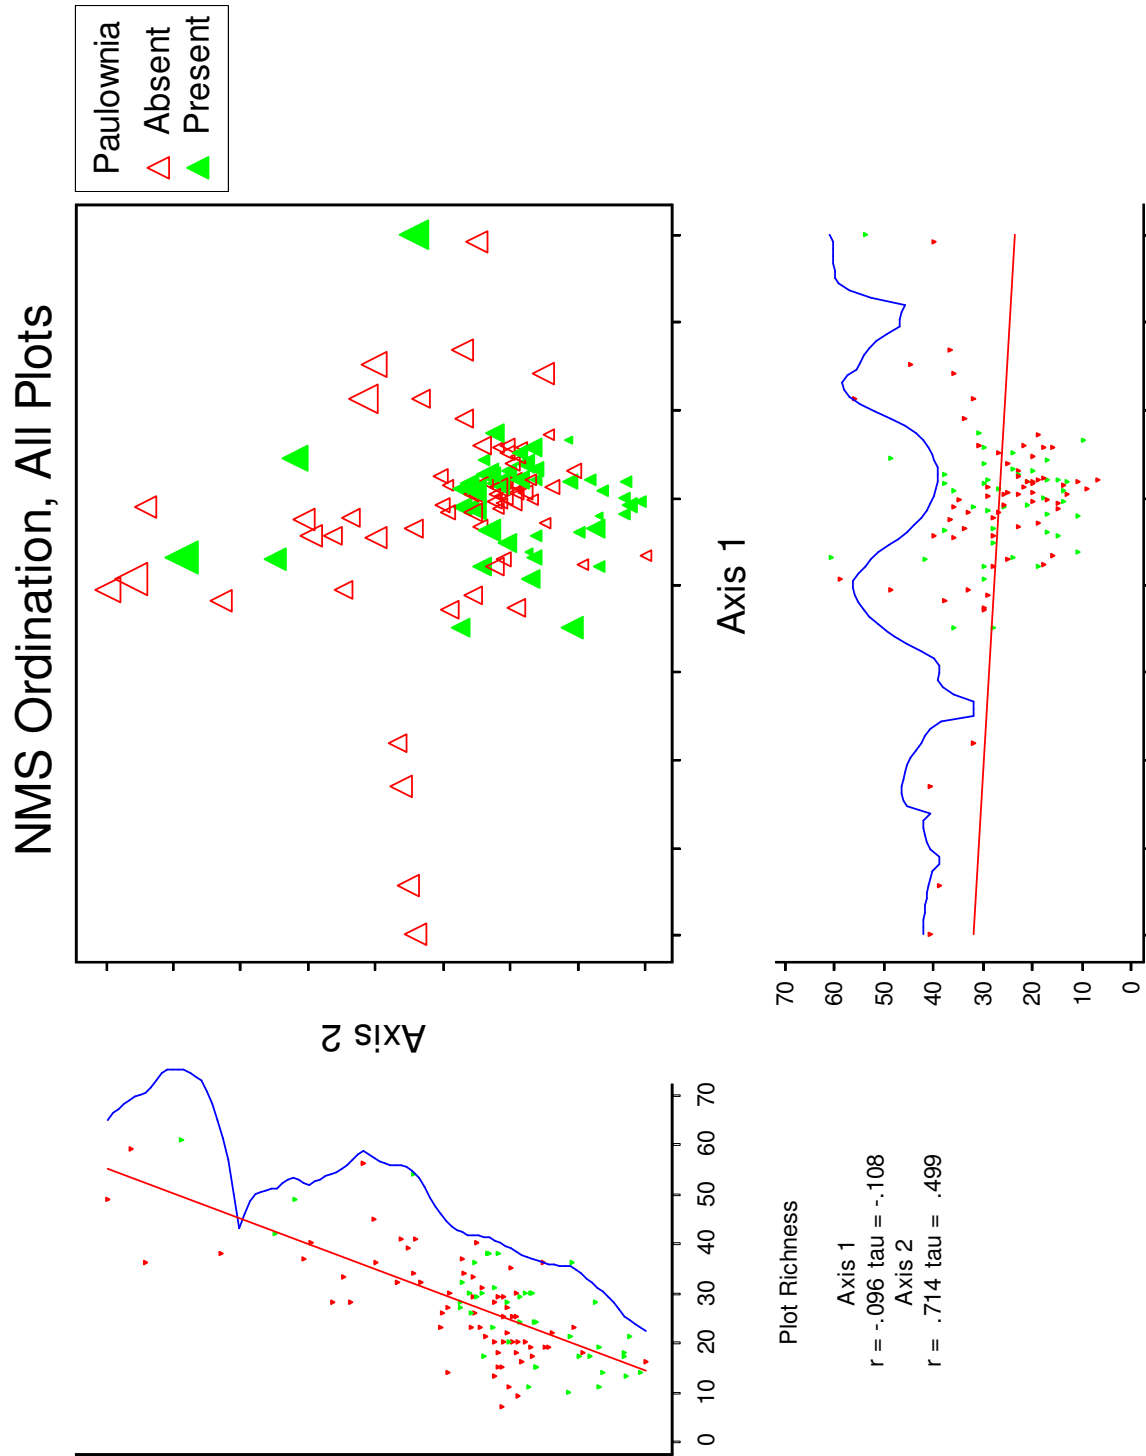 NMS Ordination, All Plots
Paulownia
Absent
Present
Axis 2
Axis 1
0 10 20 30 40 50 60 70
70
60
50
40
30
20
10
0
Plot Richness
Axis 1
r = -.096 tau = -.108
Axis 2
r = .714 tau = .499